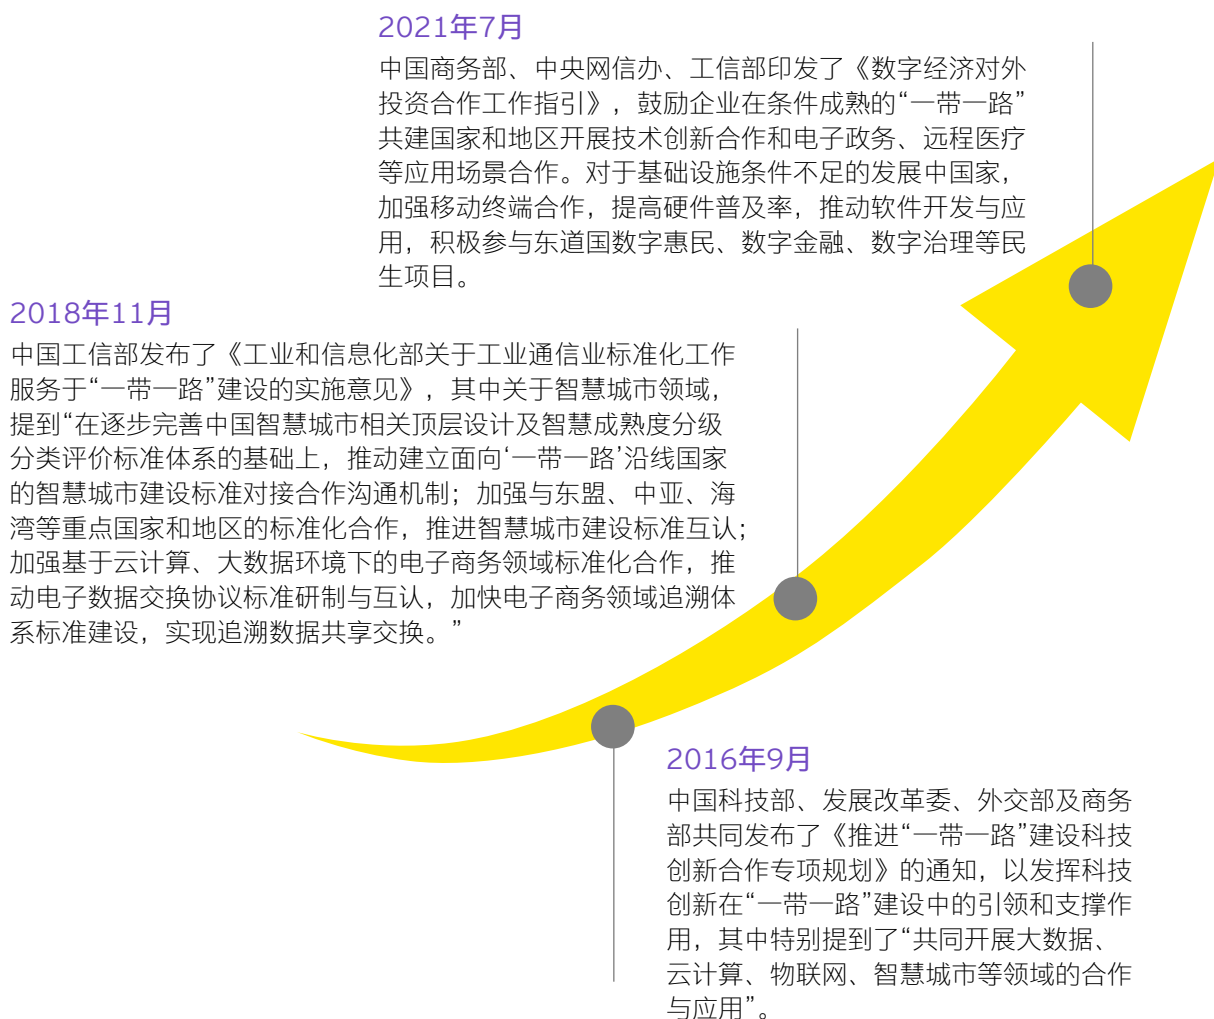 2021年7月
中国商务部、中央网信办、工信部印发了《数字经济对外
投资合作工作指引》，鼓励企业在条件成熟的“一带一路”
共建国家和地区开展技术创新合作和电子政务、远程医疗
等应用场景合作。对于基础设施条件不足的发展中国家，
加强移动终端合作，提高硬件普及率，推动软件开发与应
用，积极参与东道国数字惠民、数字金融、数字治理等民
生项目。
2018年11月
中国工信部发布了《工业和信息化部关于工业通信业标准化工作
服务于“一带一路”建设的实施意见》，其中关于智慧城市领域，
提到“在逐步完善中国智慧城市相关顶层设计及智慧成熟度分级
分类评价标准体系的基础上，推动建立面向‘一带一路’沿线国家
的智慧城市建设标准对接合作沟通机制；加强与东盟、中亚、海
湾等重点国家和地区的标准化合作，推进智慧城市建设标准互认；
加强基于云计算、大数据环境下的电子商务领域标准化合作，推
动电子数据交换协议标准研制与互认，加快电子商务领域追溯体
系标准建设，实现追溯数据共享交换。”
2016年9月
中国科技部、发展改革委、外交部及商务
部共同发布了《推进“一带一路”建设科技
创新合作专项规划》的通知，以发挥科技
创新在“一带一路”建设中的引领和支撑作
用，其中特别提到了“共同开展大数据、
云计算、物联网、智慧城市等领域的合作
与应用”。